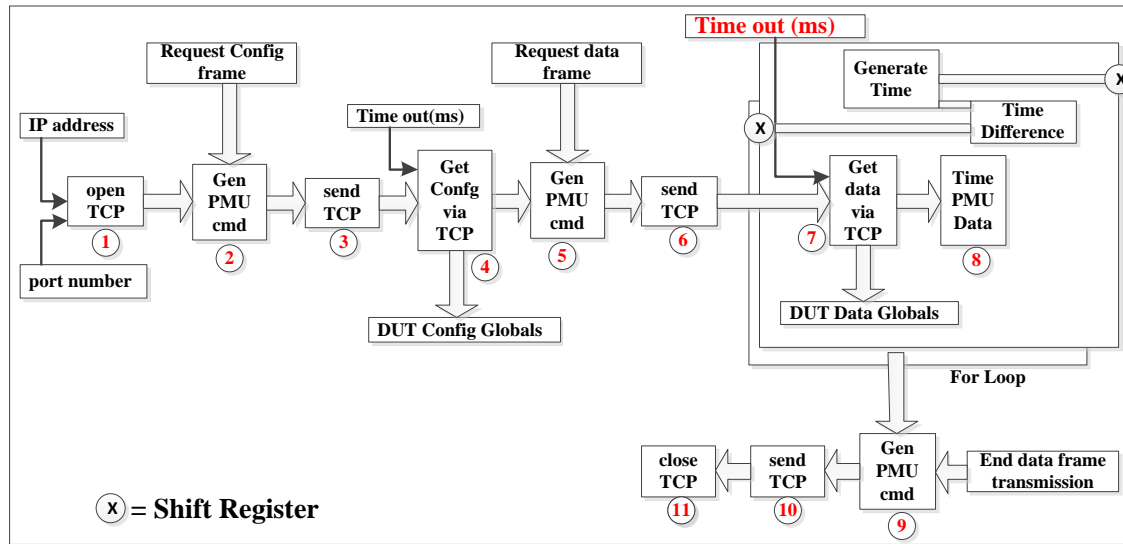 Request Config
frame
Request data
frame
Time out (ms)
Generate
Time
X
X
Time
Difference
IP address
Time out(ms)
open
TCP
1
Gen
PMU
cmd
2
send
TCP
3
Get
Confg
via
TCP
4
Gen
PMU
cmd
5
send
TCP
6
Get
data
via
TCP
7
Time
PMU
Data
8
port number
DUT Config Globals
DUT Data Globals
For Loop
close
TCP
11
send
TCP
10
Gen
PMU
cmd
9
End data frame
transmission
X = Shift Register